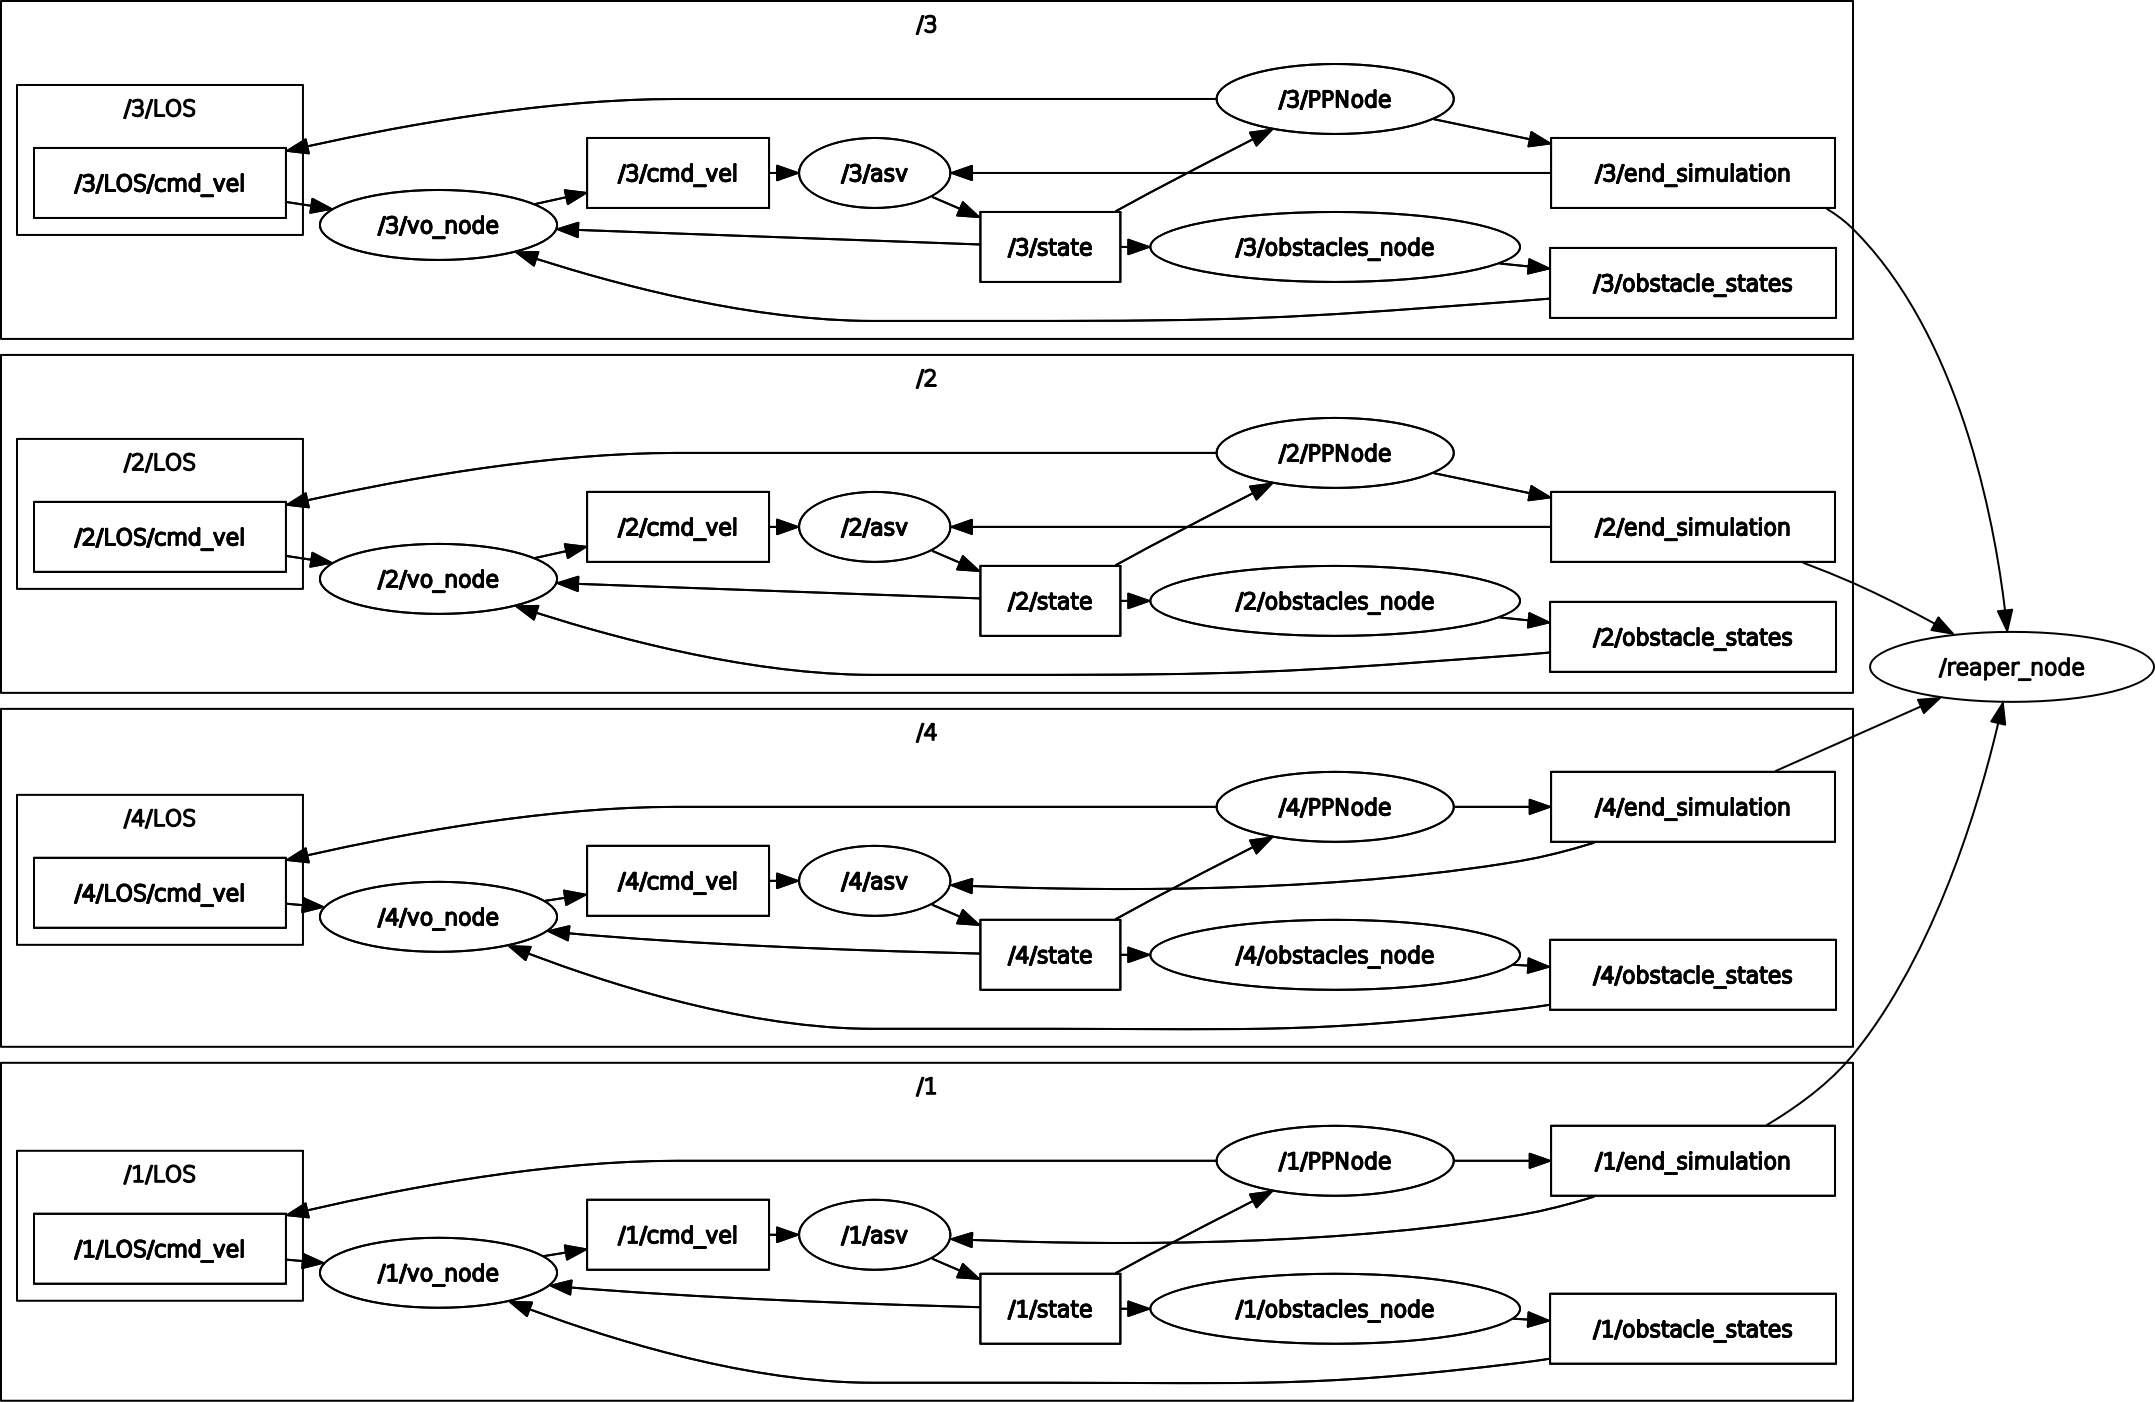 /3
/3/LOS
/3/PPNode
/3/LOS/cmd_vel
/3/cmd_vel
/3/asv
/3/end_simulation
/3/vo_node
/3/state
/3/obstacles_node
/3/obstacle_states
/2
/2/LOS
/2/PPNode
/2/LOS/cmd_vel
/2/cmd_vel
/2/asv
/2/end_simulation
/2/vo_node
/2/state
/2/obstacles_node
/2/obstacle_states
/reaper_node
/4
/4/LOS
/4/PPNode
/4/LOS/cmd_vel
/4/cmd_vel
/4/asv
/4/end_simulation
/4/vo_node
/4/state
/4/obstacles_node
/4/obstacle_states
/1
/1/LOS
/1/PPNode
/1/LOS/cmd_vel
/1/cmd_vel
/1/asv
/1/end_simulation
/1/vo_node
/1/state
/1/obstacles_node
/1/obstacle_states